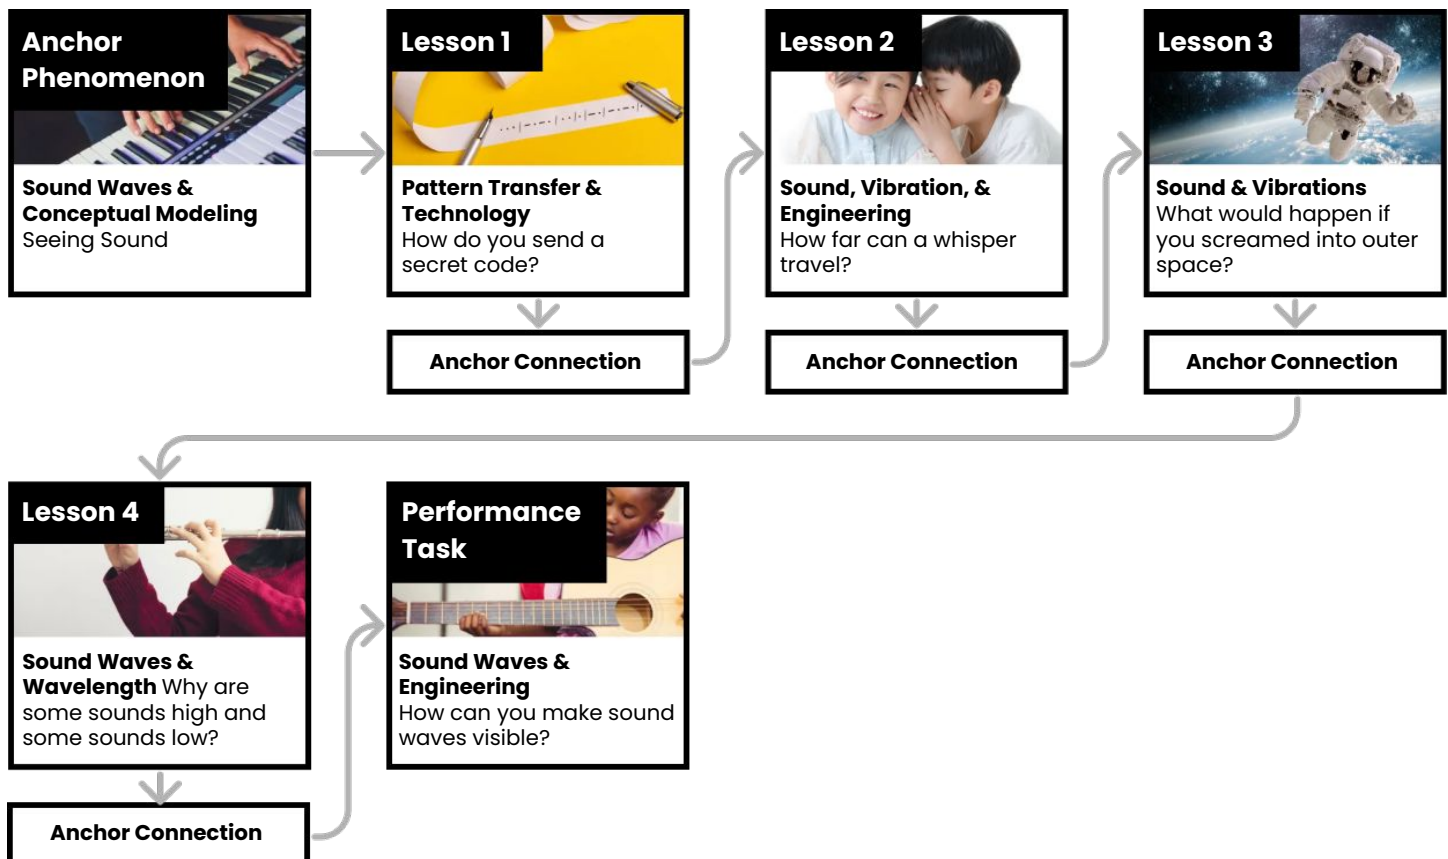 Anchor
Phenomenon
Sound Waves &
Conceptual Modeling
Seeing Sound
Lesson 1
Pattern Transfer &
Technology
How do you send a
secret code?
Anchor Connection
Lesson 2
Sound, Vibration, &
Engineering
How far can a whisper
travel?
Anchor Connection
Lesson 3
Sound & Vibrations
What would happen if
you screamed into outer
space?
Anchor Connection
Lesson 4
Sound Waves &
Wavelength Why are
some sounds high and
some sounds low?
Anchor Connection
Performance
Task
Sound Waves &
Engineering
How can you make sound
waves visible?